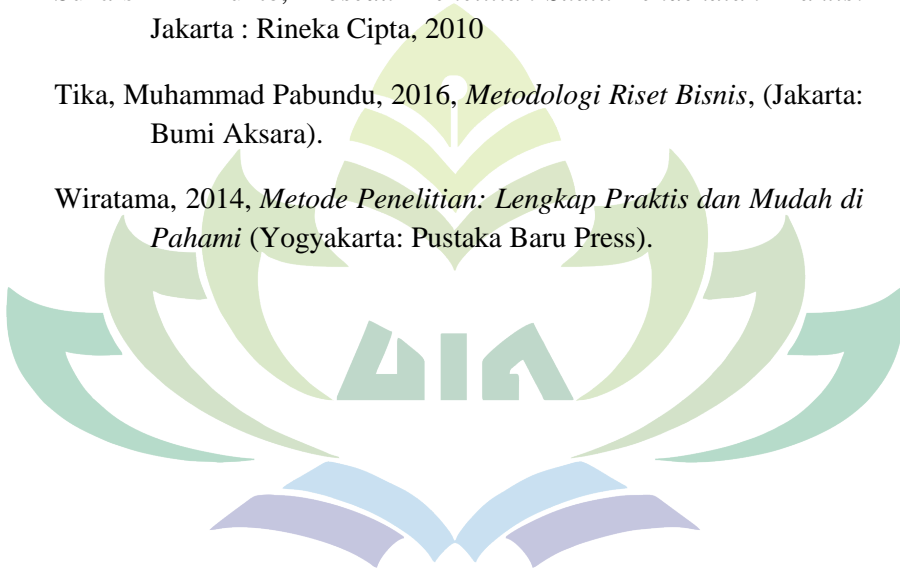 Jakarta : Rineka Cipta, 2010
Tika, Muhammad Pabundu, 2016, Metodologi Riset Bisnis, (Jakarta:
Bumi Aksara).
Wiratama, 2014, Metode Penelitian: Lengkap Praktis dan Mudah di
Pahami (Yogyakarta: Pustaka Baru Press).
UIN